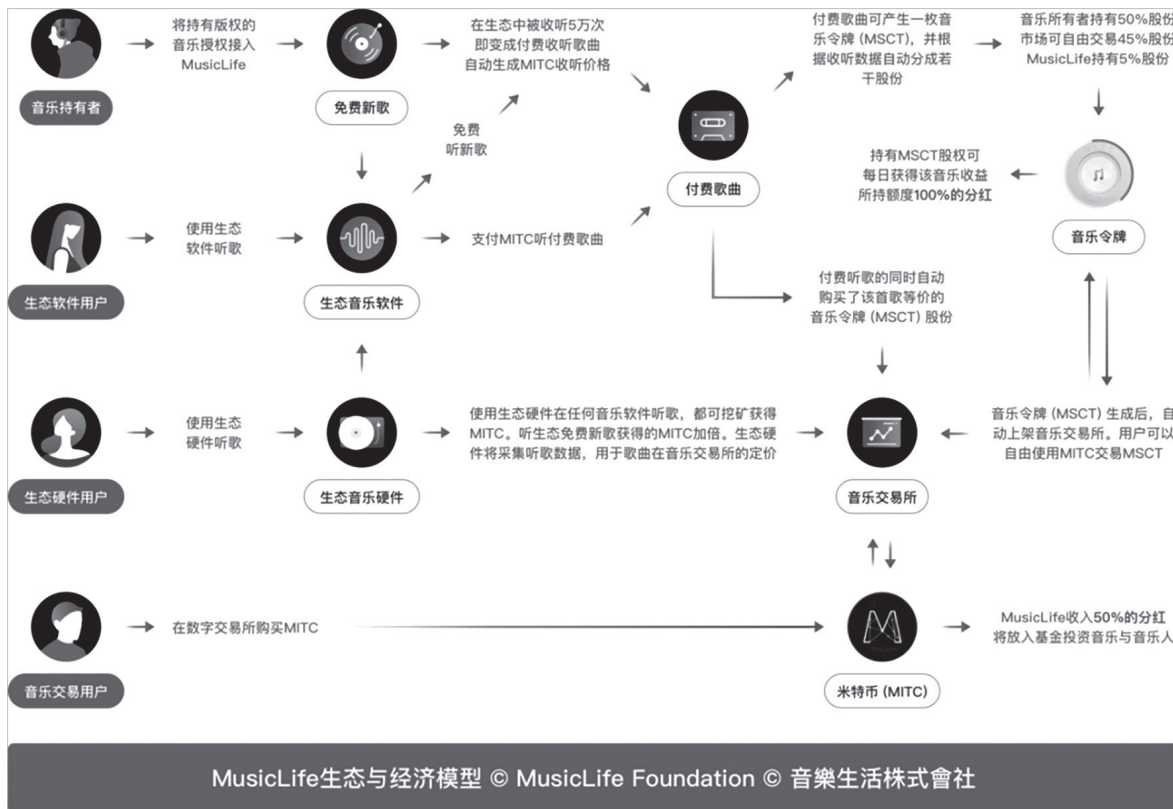 将持有版权的
音乐授权接入
MusicLife
音乐持有者
免费新歌
在生态中被收听5万次
即变成付费收听歌曲
自动生成MITC收听价格
免费
听新歌
付费歌曲
付费歌曲可产生一枚音
乐令牌 (MSCT)，并根
据收听数据自动分成若
干股份
音乐所有者持有50%股份
市场可自由交易45%股份
MusicLife持有5%股份
持有MSCT股权可
每日获得该音乐收益
所持额度100%的分红
音乐令牌
使用生态
软件听歌
生态软件用户
生态音乐软件
支付MITC听付费歌曲
付费听歌的同时自动
购买了该首歌等价的
音乐令牌 (MSCT) 股份
使用生态
硬件听歌
生态硬件用户
生态音乐硬件
使用生态硬件在任何音乐软件听歌，都可挖矿获得
MITC。听生态免费新歌获得的MITC加倍。生态硬
件将采集听歌数据，用于歌曲在音乐交易所的定价
音乐交易所
音乐令牌 (MSCT) 生成后，自
动上架音乐交易所。用户可以
自由使用MITC交易MSCT
在数字交易所购买MITC
音乐交易用户
米特币 (MITC)
MusicLife收入50%的分红
将放入基金投资音乐与音乐人
MusicLife生态与经济模型 © MusicLife Foundation © 音樂生活株式會社